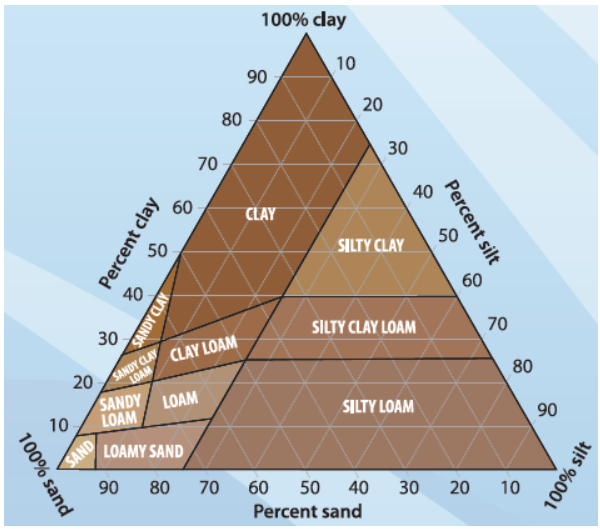 100% clay
90
10
80
20
70
30
60
40
50
50
40
60
30
70
20
80
10
90
Percent clay
Percent silt
CLAY
SILTY CLAY
SANDY CLAY
SILTY CLAY LOAM
CLAY LOAM
SANDY CLAY
LOAM
SANDY
LOAM
LOAM
SILTY LOAM
SAND
LOAMY SAND
100% sand
100% silt
90
80
70
60
50
40
30
20
10
Percent sand